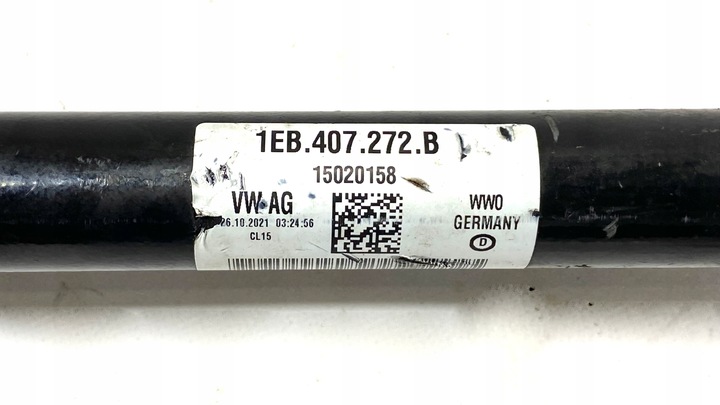 1EB.407.272.B
15020158
VW AG
WWO
26.10.2021 03:24:56
GERMANY
CL15
D